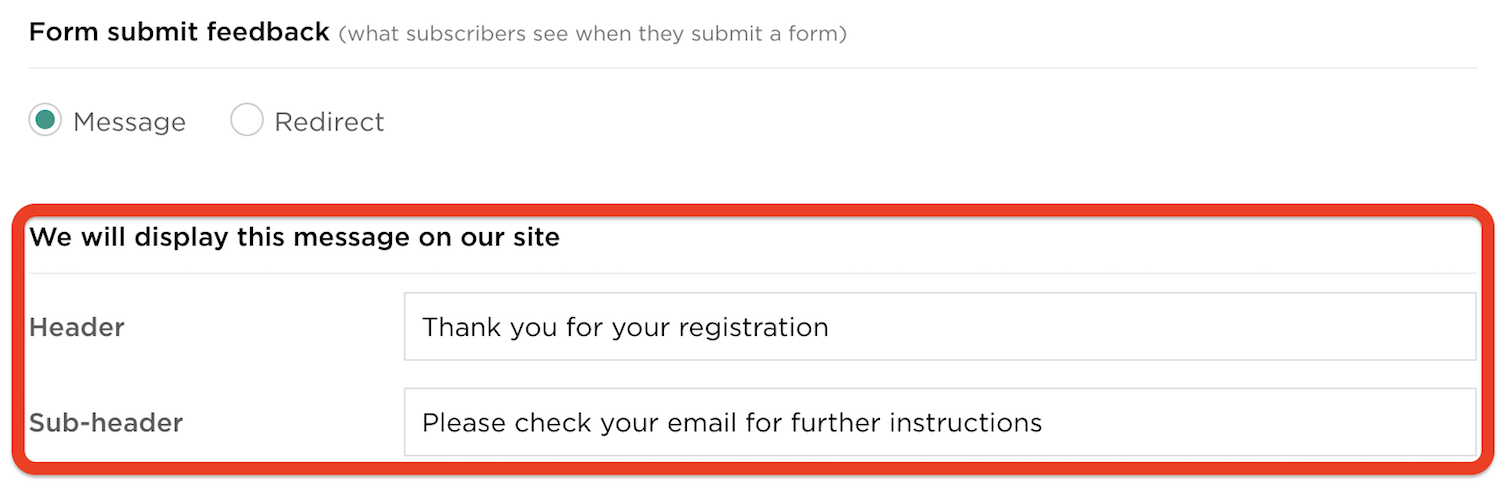 Form submit feedback (what subscribers see when they submit a form)
Message Redirect
We will display this message on our site
Header Thank you for your registration
Sub-header Please check your email for further instructions